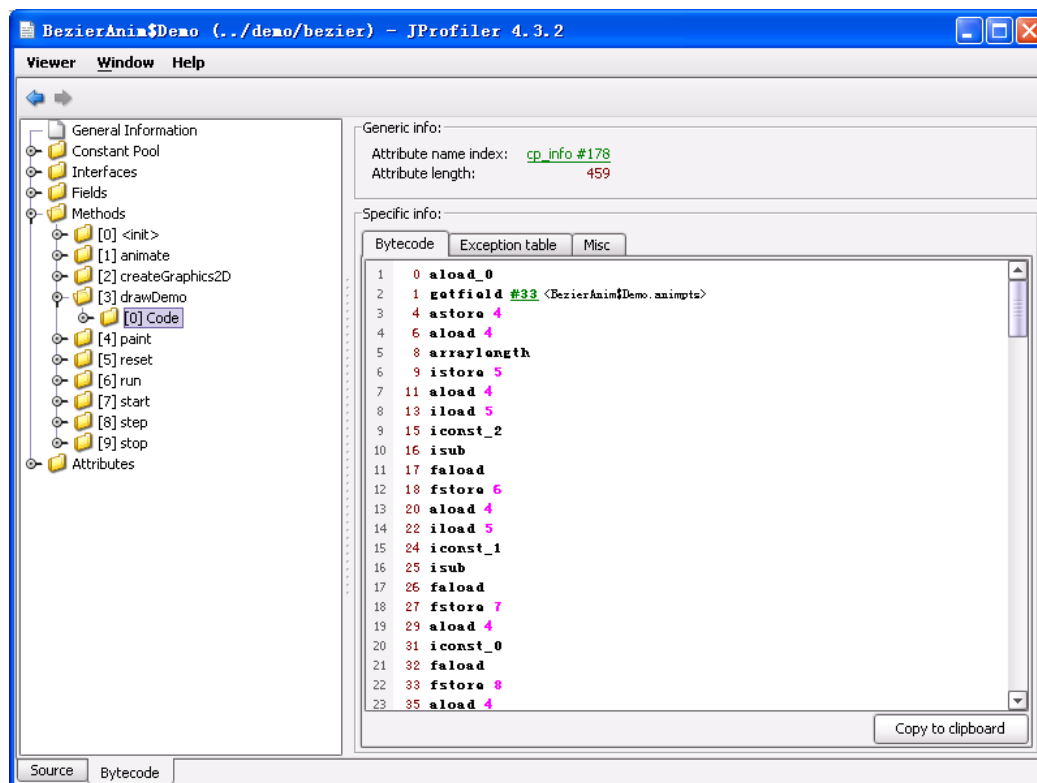 BezierAnim$Demo (../demo/bezier) - JProfiler 4.3.2
Viewer Window Help
General Information
Constant Pool
Interfaces
Fields
Methods
[0] <init>
[1] animate
[2] createGraphics2D
[3] drawDemo
[0] Code
[4] paint
[5] reset
[6] run
[7] start
[8] step
[9] stop
Attributes
Generic info:
Attribute name index: cp_info #178
Attribute length: 459
Specific info:
Bytecode Exception table Misc
1 0 aload_0
2 1 getfield #33 <BezierAnim$Demo.animpts>
3 4 astore 4
4 6 aload 4
5 8 arraylength
6 9 istore 5
7 11 aload 4
8 13 iload 5
9 15 iconst_2
10 16 isub
11 17 faload
12 18 fstore 6
13 20 aload 4
14 22 iload 5
15 24 iconst_1
16 25 isub
17 26 faload
18 27 fstore 7
19 29 aload 4
20 31 iconst_0
21 32 faload
22 33 fstore 8
23 35 aload 4
Copy to clipboard
Source Bytecode